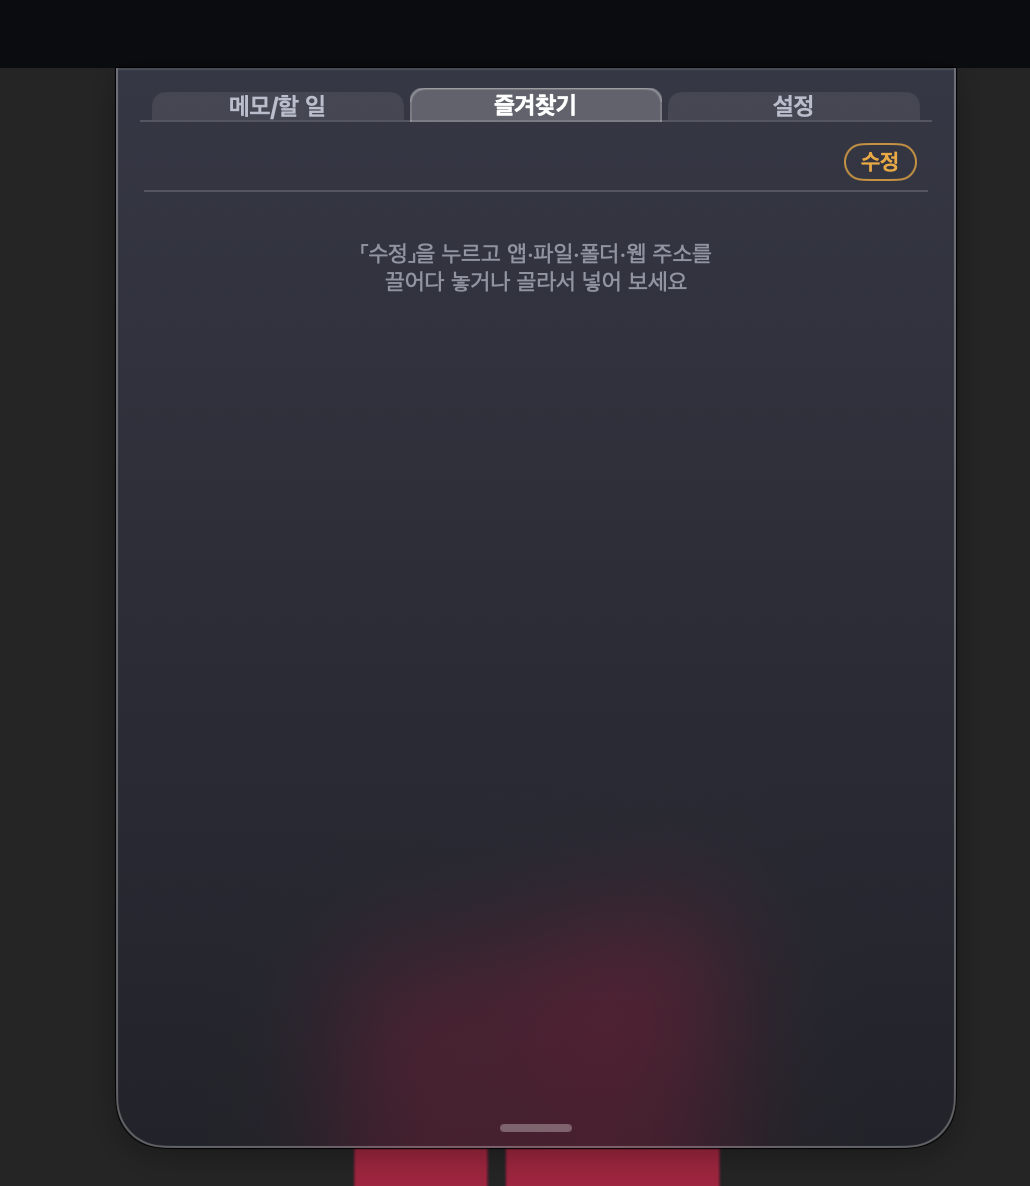 메모/할 일
즐겨찾기
설정
수정
「수정」을 누르고 앱·파일·폴더·웹 주소를
끌어다 놓거나 골라서 넣어 보세요